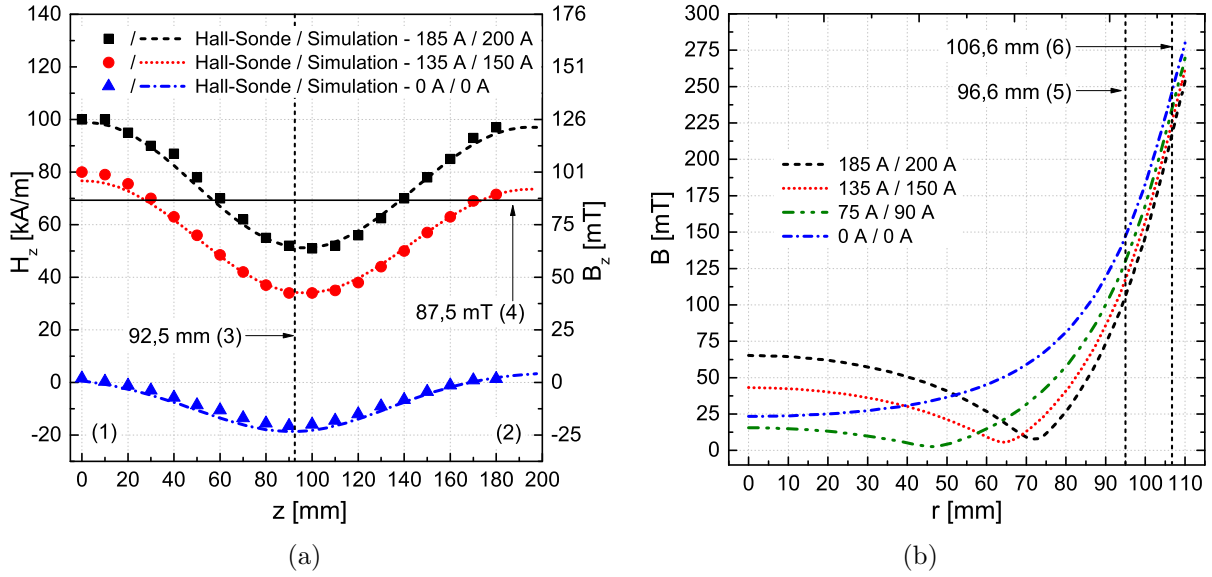 140
120
100
80
60
40
20
0
-20
H_z [kA/m]
176
151
126
101
75
50
25
0
-25
B_z [mT]
/ Hall-Sonde / Simulation - 185 A / 200 A
/ Hall-Sonde / Simulation - 135 A / 150 A
/ Hall-Sonde / Simulation - 0 A / 0 A
87,5 mT (4)
92,5 mm (3)
(1)
(2)
0 20 40 60 80 100 120 140 160 180 200
z [mm]
(a)
300
275
250
225
200
175
150
125
100
75
50
25
0
B [mT]
106,6 mm (6)
96,6 mm (5)
185 A / 200 A
135 A / 150 A
75 A / 90 A
0 A / 0 A
0 10 20 30 40 50 60 70 80 90 100 110
r [mm]
(b)